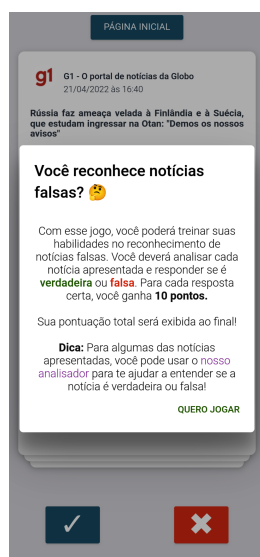 PÁGINA INICIAL
g1
G1 - O portal de notícias da Globo
21/04/2022 às 16:40
Rússia faz ameaça velada à Finlândia e à Suécia,
que estudam ingressar na Otan: "Demos os nossos
avisos"
Você reconhece notícias
falsas? 🤔
Com esse jogo, você poderá treinar suas
habilidades no reconhecimento de
notícias falsas. Você deverá analisar cada
notícia apresentada e responder se é
verdadeira ou falsa. Para cada resposta
certa, você ganha 10 pontos.
Sua pontuação total será exibida ao final!
Dica: Para algumas das notícias
apresentadas, você pode usar o nosso
analisador para te ajudar a entender se a
notícia é verdadeira ou falsa!
QUERO JOGAR